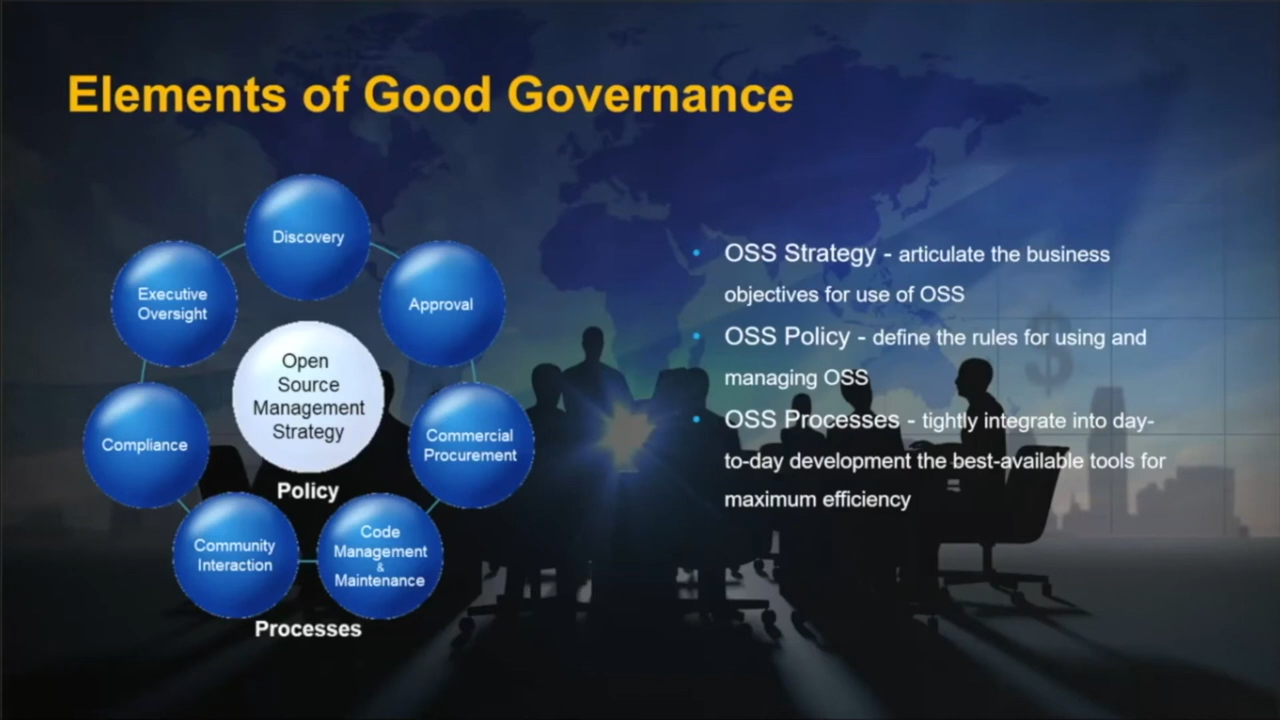 Elements of Good Governance
Discovery
Executive
Oversight
Approval
Open
Source
Management
Strategy
Compliance
Commercial
Procurement
Policy
Community
Interaction
Code
Management
&
Maintenance
Processes
• OSS Strategy - articulate the business
objectives for use of OSS
• OSS Policy - define the rules for using and
managing OSS
• OSS Processes - tightly integrate into day-
to-day development the best-available tools for
maximum efficiency